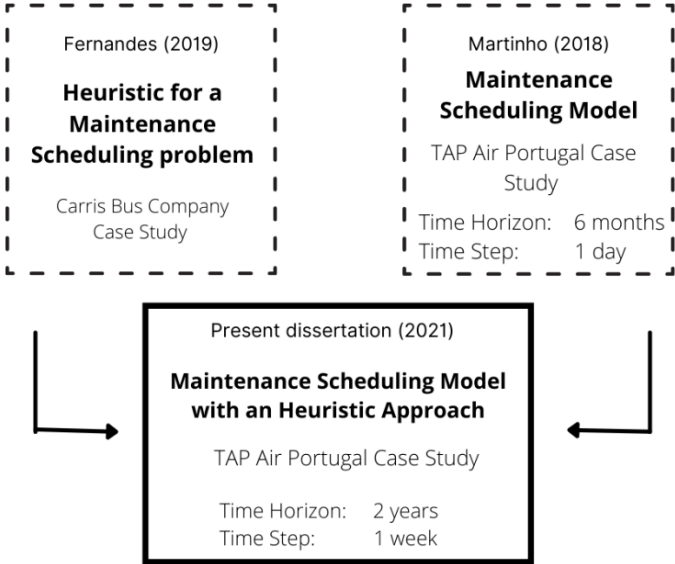 Fernandes (2019)
Heuristic for a
Maintenance
Scheduling problem
Carris Bus Company
Case Study
Martinho (2018)
Maintenance
Scheduling Model
TAP Air Portugal Case
Study
Time Horizon: 6 months
Time Step: 1 day
Present dissertation (2021)
Maintenance Scheduling Model
with an Heuristic Approach
TAP Air Portugal Case Study
Time Horizon: 2 years
Time Step: 1 week